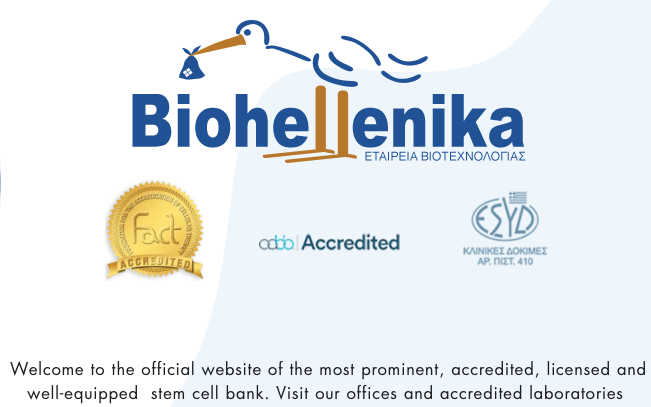 Biohellenika
ΕΤΑΙΡΕΙΑ ΒΙΟΤΕΧΝΟΛΟΓΙΑΣ
Fact
ACCREDITED
aabb | Accredited
ESYD
ΚΛΙΝΙΚΕΣ ΔΟΚΙΜΕΣ
ΑΡ. ΠΙΣΤ. 410
Welcome to the official website of the most prominent, accredited, licensed and
well-equipped stem cell bank. Visit our offices and accredited laboratories